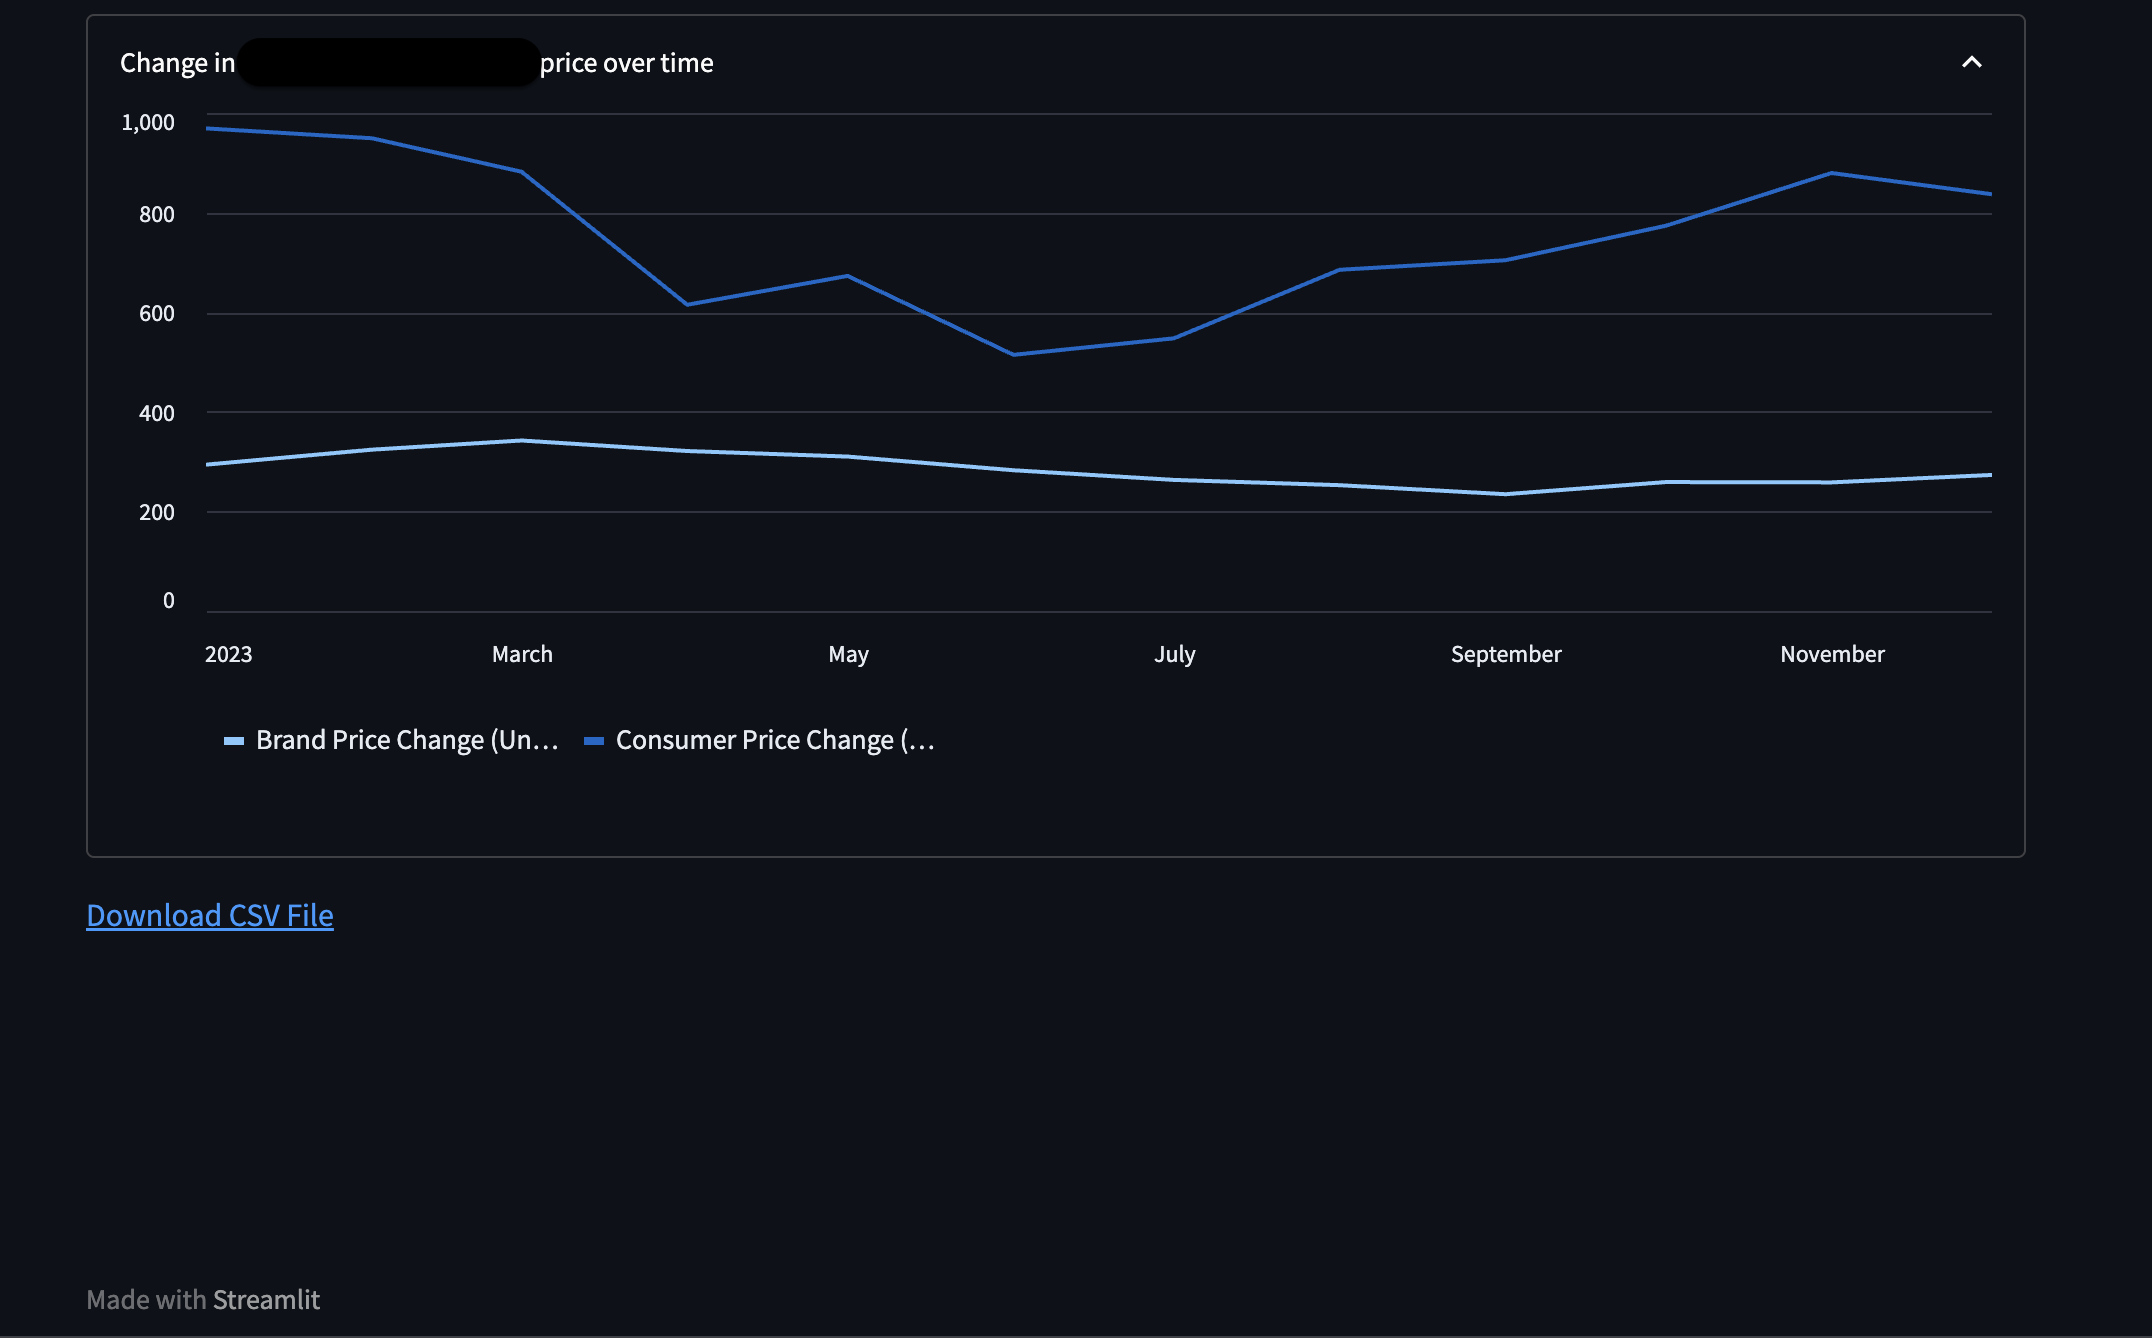 Change in price over time
1,000
800
600
400
200
0
2023 March May July September November
Brand Price Change (Un… Consumer Price Change (…
Download CSV File
Made with Streamlit